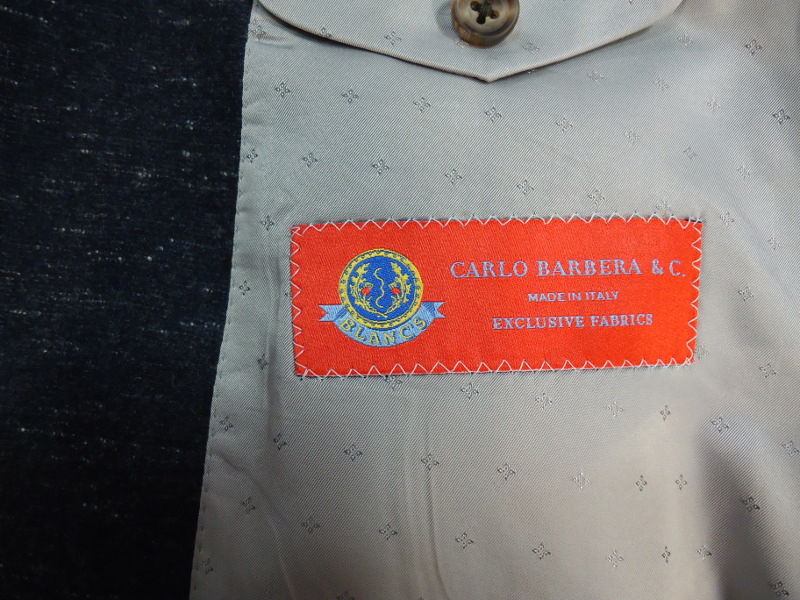 BLANC'S
CARLO BARBERA & C.
MADE IN ITALY
EXCLUSIVE FABRICS